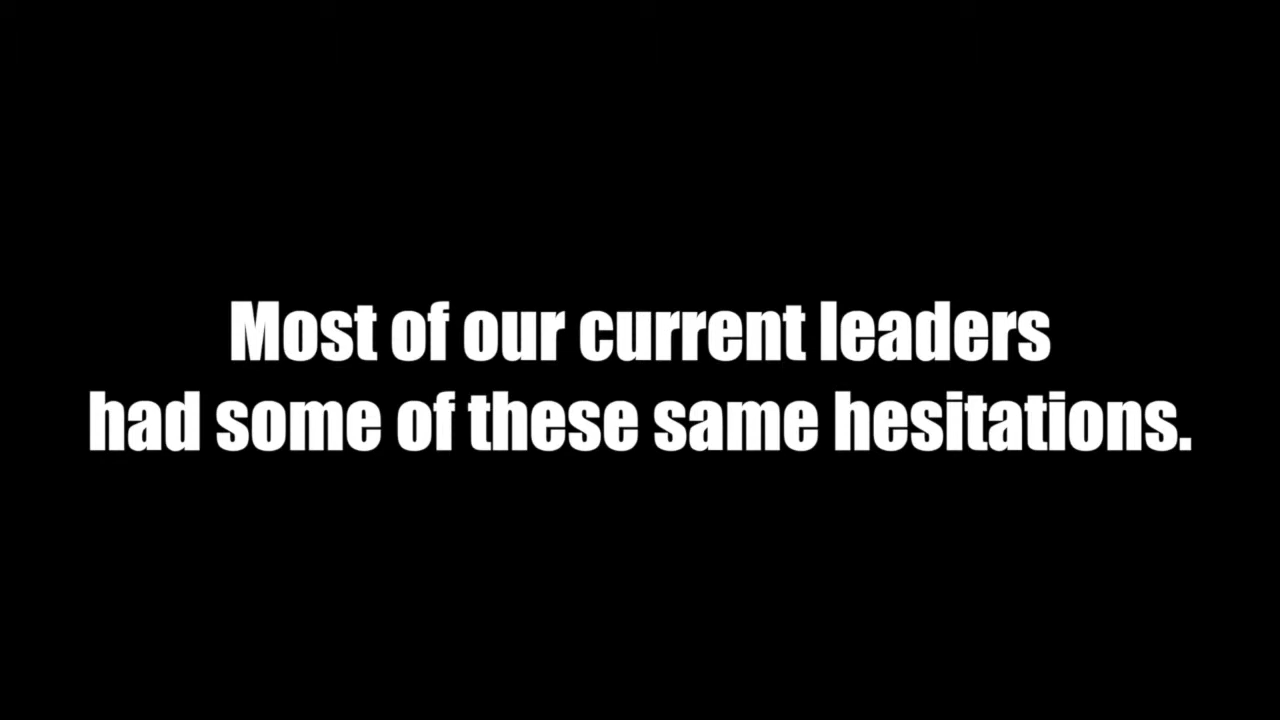 Most of our current leaders
had some of these same hesitations.